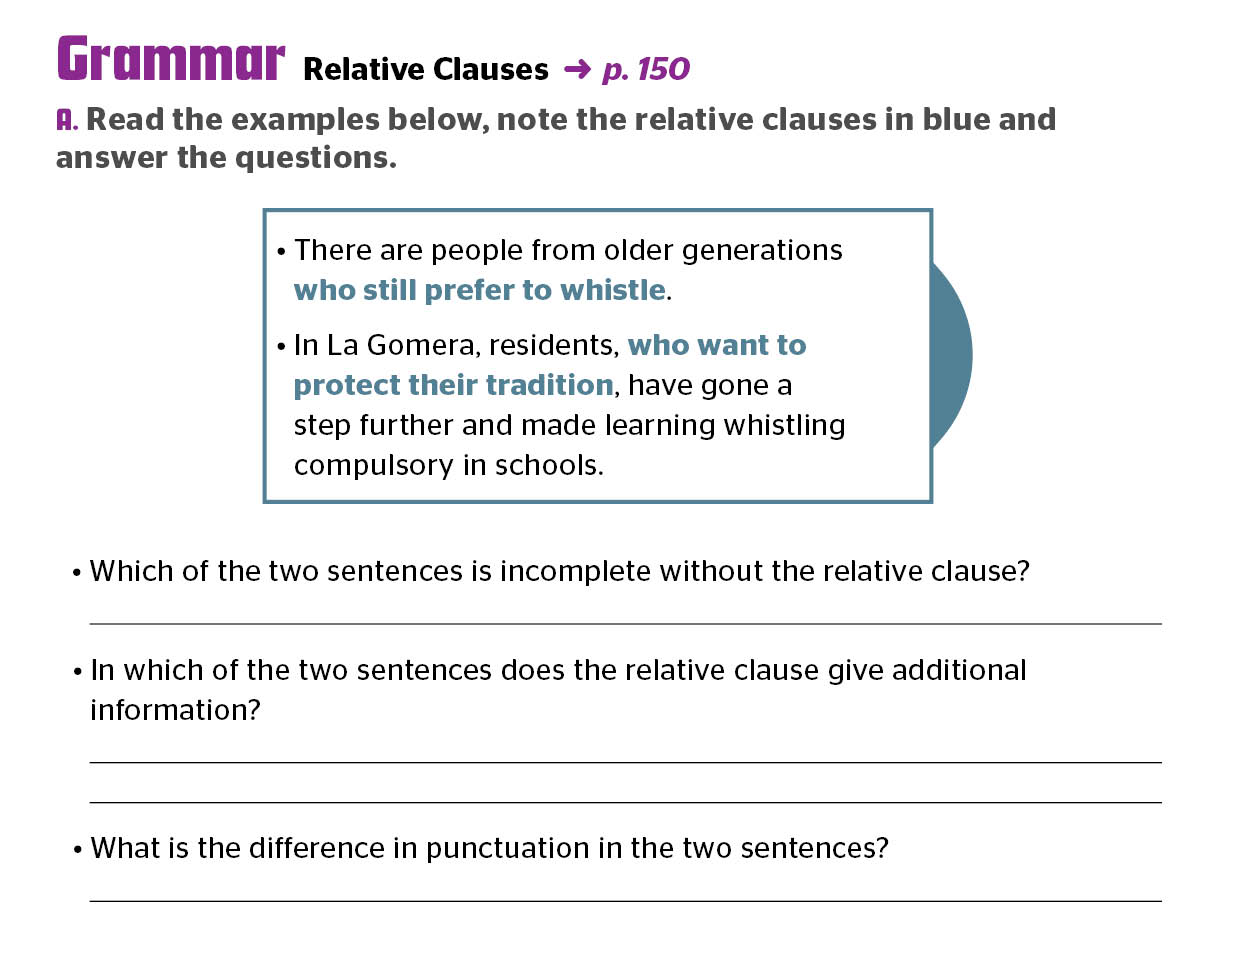 Grammar Relative Clauses ➜ p. 150
A. Read the examples below, note the relative clauses in blue and
answer the questions.
• There are people from older generations
who still prefer to whistle.
• In La Gomera, residents, who want to
protect their tradition, have gone a
step further and made learning whistling
compulsory in schools.
• Which of the two sentences is incomplete without the relative clause?
• In which of the two sentences does the relative clause give additional
information?
• What is the difference in punctuation in the two sentences?